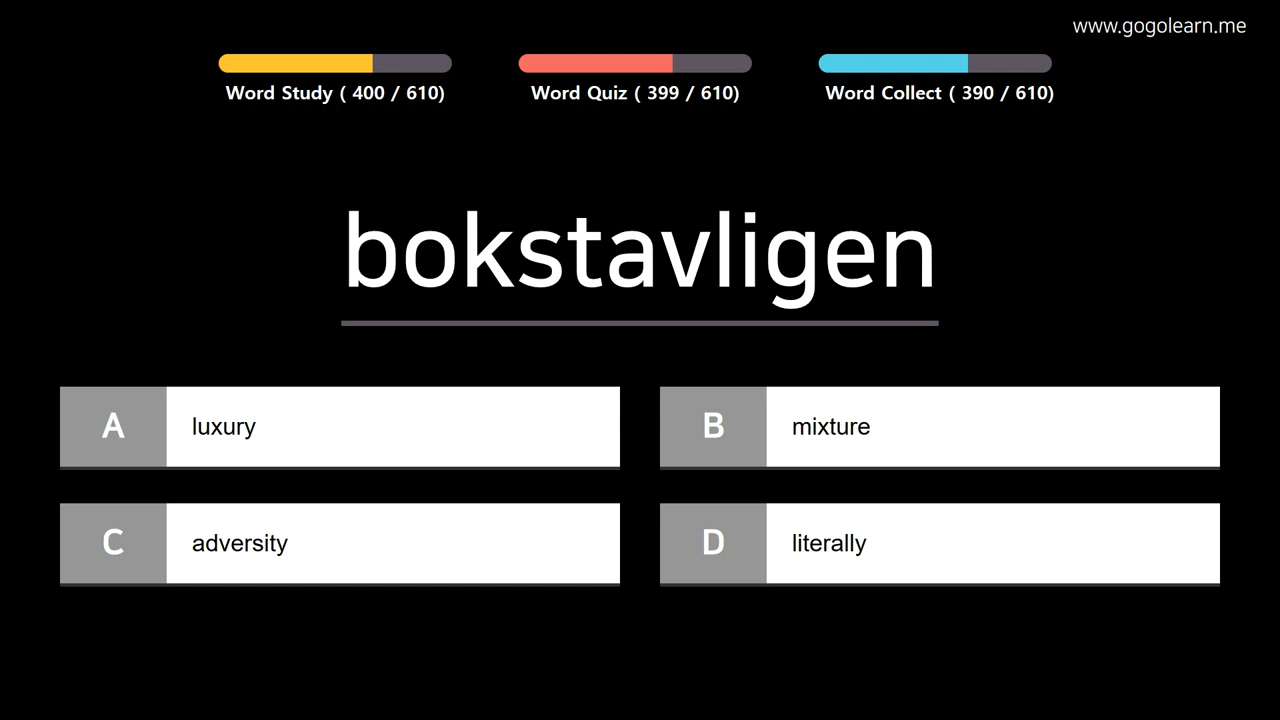 www.gogolearn.me
Word Study ( 400 / 610)
Word Quiz ( 399 / 610)
Word Collect ( 390 / 610)
bokstavligen
A luxury
B mixture
C adversity
D literally